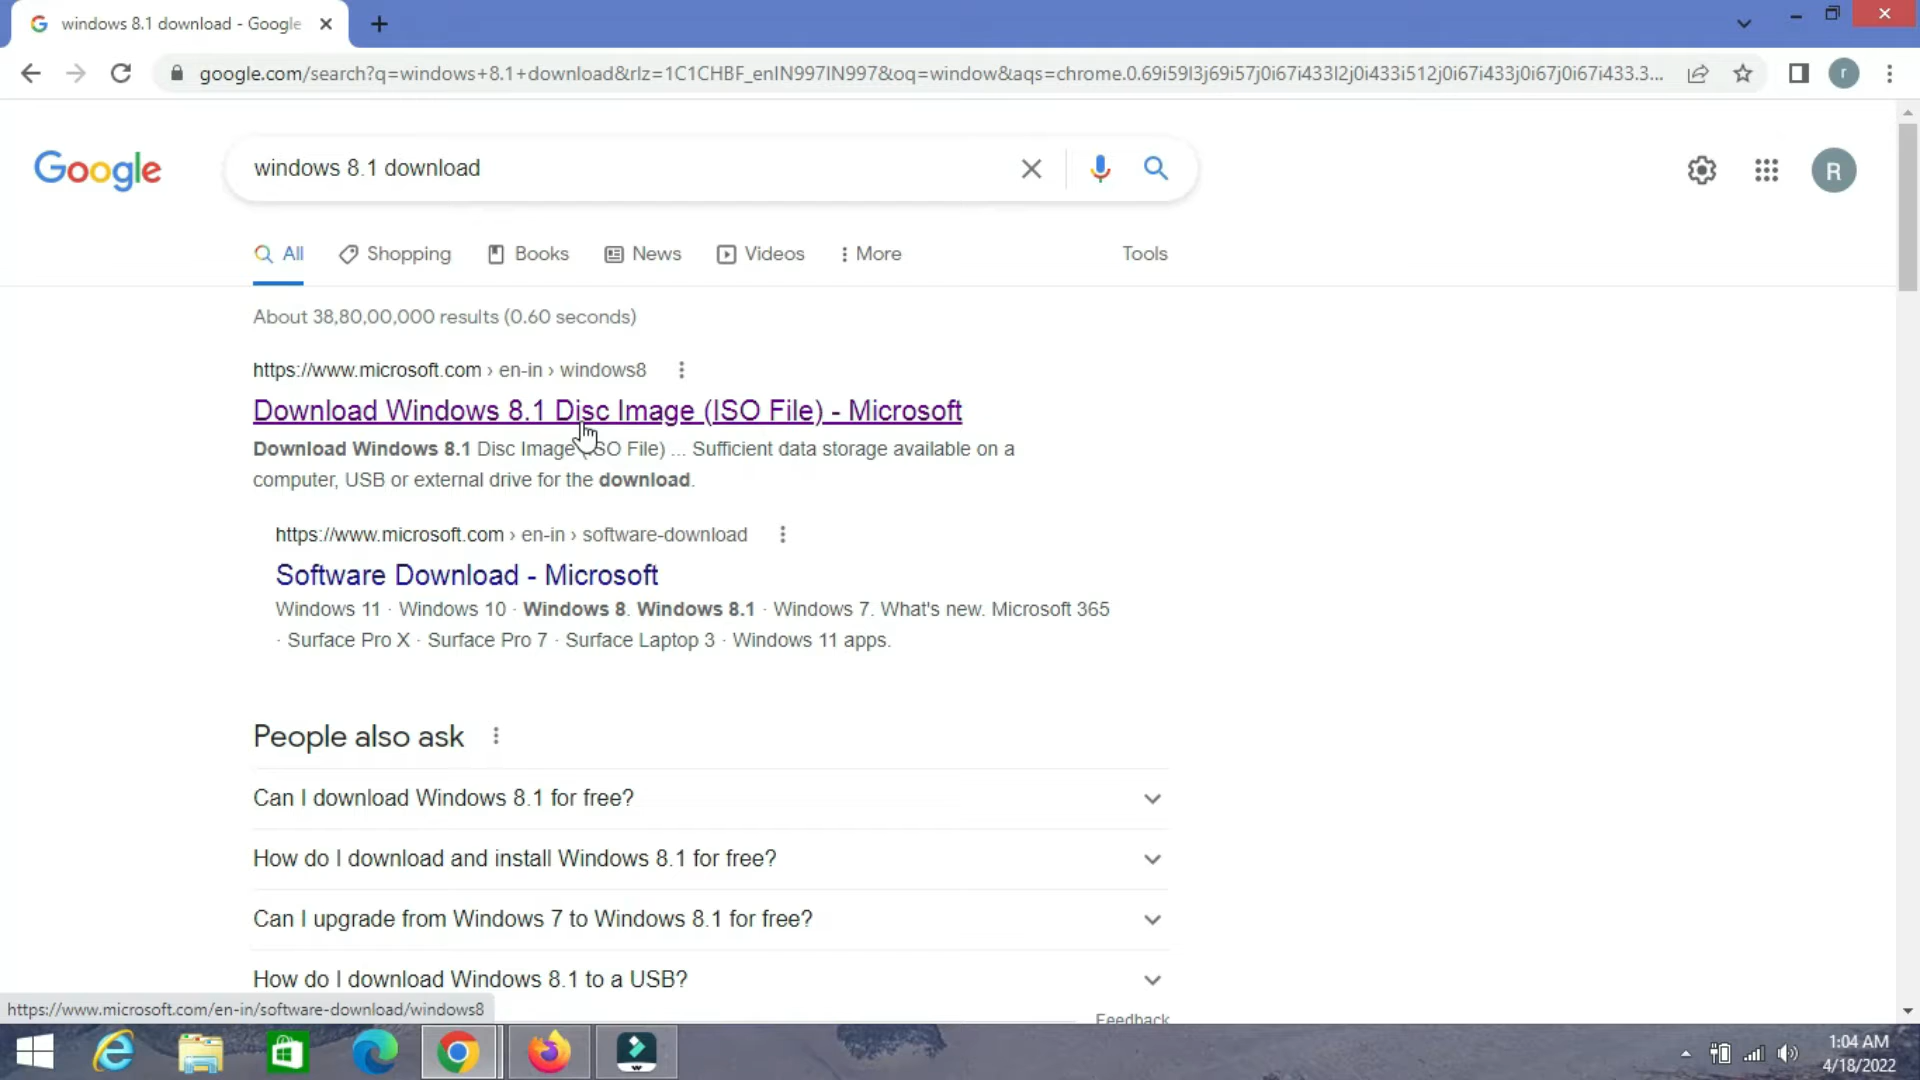 windows 8.1 download - Google
google.com/search?q=windows+8.1+download&rlz=1C1CHBF_enIN997IN997&oq=window&aqs=chrome.0.69i59l3j69i57j0i67i433l2j0i433i512j0i67i433j0i67j0i67i433.3...
r
Google
windows 8.1 download
R
All Shopping Books News Videos More Tools
About 38,80,00,000 results (0.60 seconds)
https://www.microsoft.com › en-in › windows8
Download Windows 8.1 Disc Image (ISO File) - Microsoft
Download Windows 8.1 Disc Image (ISO File) ... Sufficient data storage available on a
computer, USB or external drive for the download.
https://www.microsoft.com › en-in › software-download
Software Download - Microsoft
Windows 11 · Windows 10 · Windows 8. Windows 8.1 · Windows 7. What's new. Microsoft 365
· Surface Pro X · Surface Pro 7 · Surface Laptop 3 · Windows 11 apps.
People also ask
Can I download Windows 8.1 for free?
How do I download and install Windows 8.1 for free?
Can I upgrade from Windows 7 to Windows 8.1 for free?
How do I download Windows 8.1 to a USB?
Feedback
https://www.microsoft.com/en-in/software-download/windows8
1:04 AM
4/18/2022